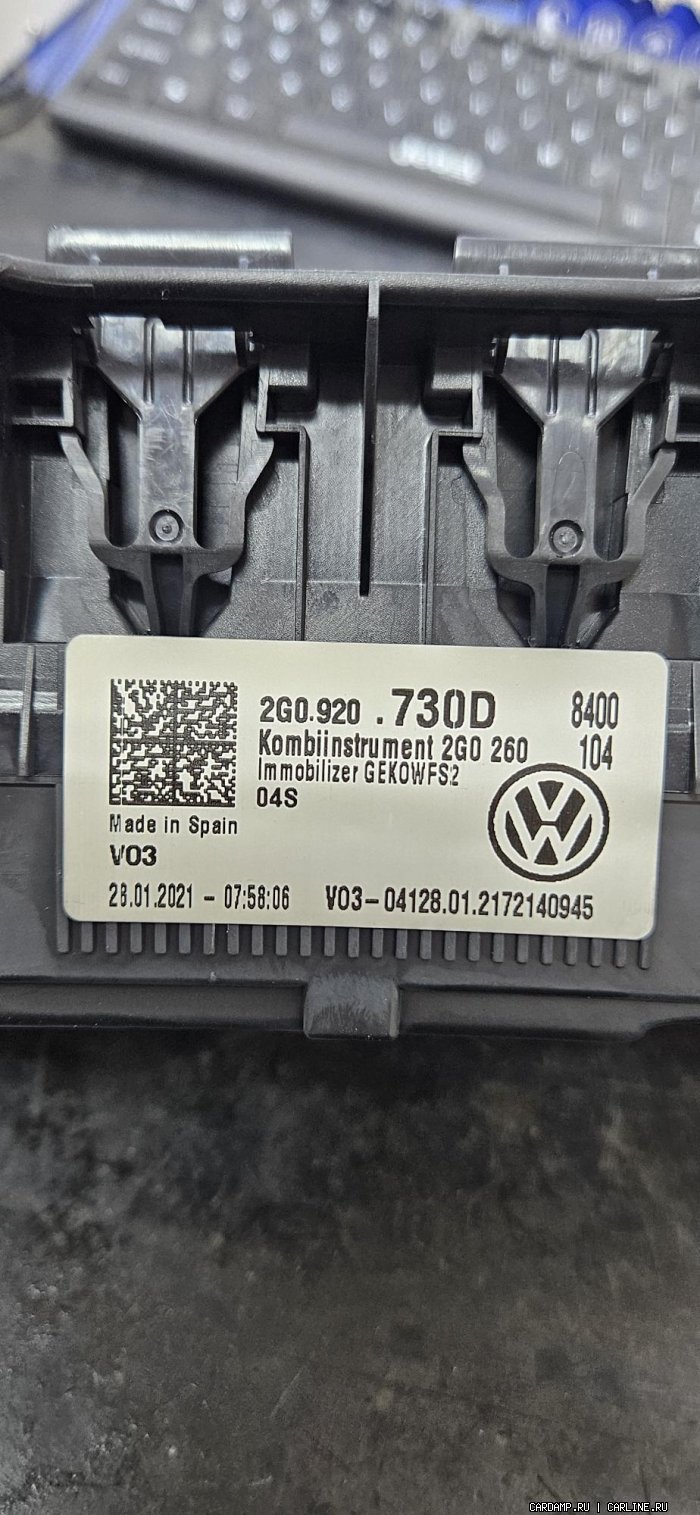 2G0.920 .730D 8400
Kombiinstrument 2G0 260 104
Immobilizer GEKOWFS2
04S
Made in Spain
V03
28.01.2021 - 07:58:06 V03-04128.01.2172140945
CARDAMP.RU | CARLINE.RU